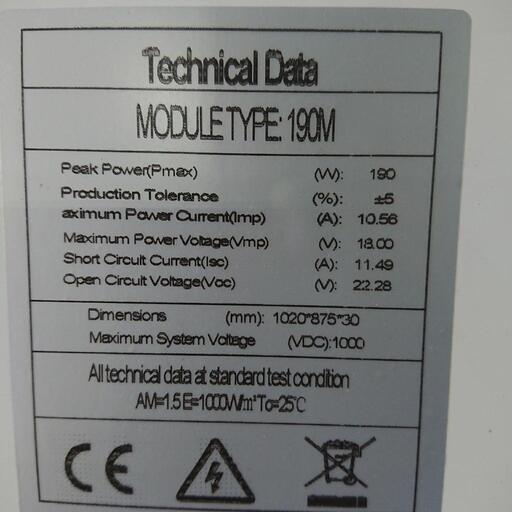 Technical Data
MODULE TYPE: 190M
Peak Power(Pmax) (W): 190
Production Tolerance (%): ±5
aximum Power Current(Imp) (A): 10.56
Maximum Power Voltage(Vmp) (V): 18.00
Short Circuit Current(Isc) (A): 11.49
Open Circuit Voltage(Voc) (V): 22.28
Dimensions (mm): 1020*875*30
Maximum System Voltage (VDC):1000
All technical data at standard test condition
AM=1.5 E=1000W/m² Tc=25℃
CE